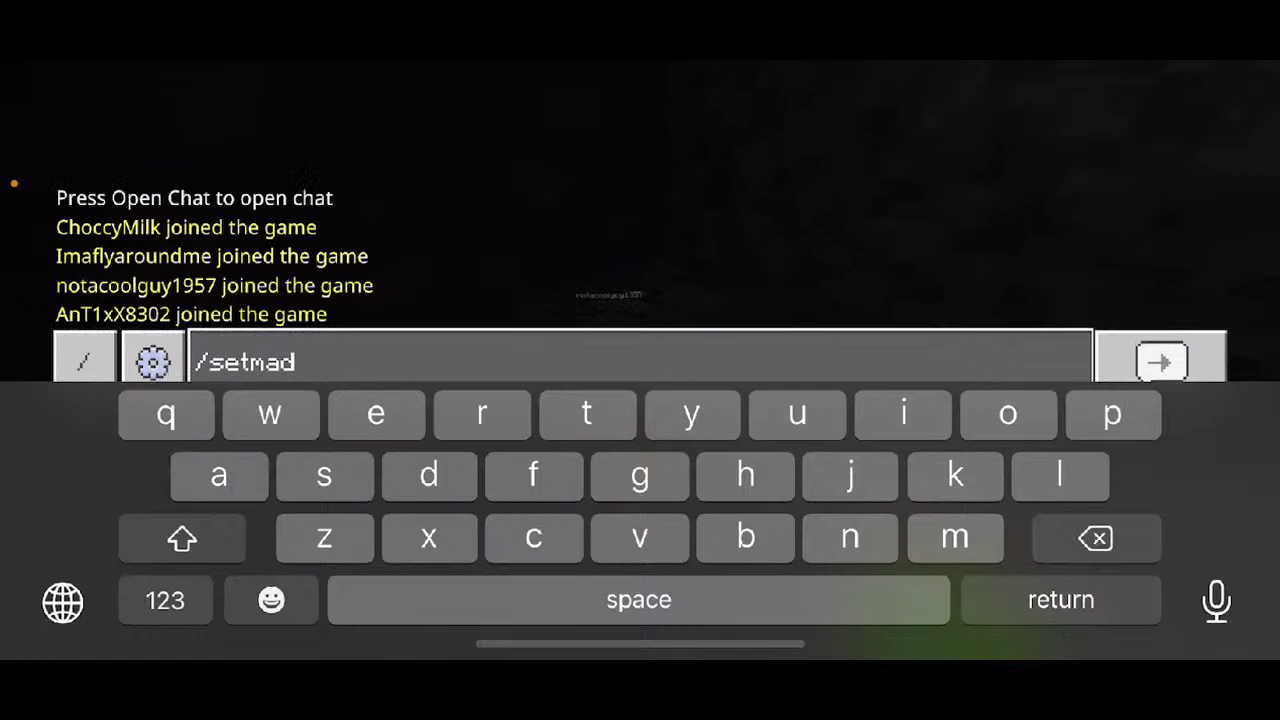 Press Open Chat to open chat
ChoccyMilk joined the game
Imaflyaroundme joined the game
notacoolguy1957 joined the game
AnT1xX8302 joined the game
notacoolguy1957
/
/setmad
q w e r t y u i o p
a s d f g h j k l
z x c v b n m
123 space return